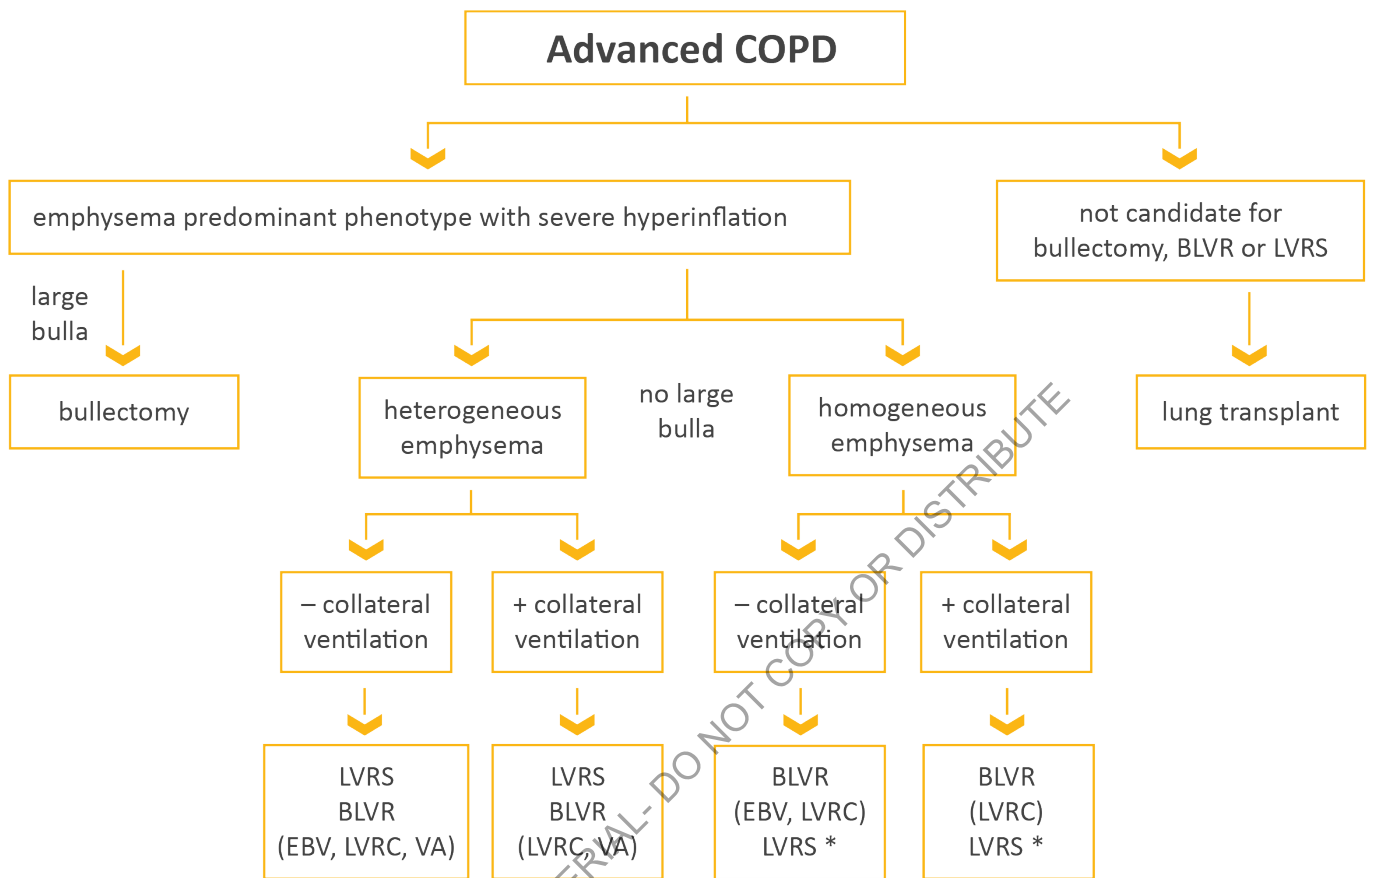 Advanced COPD
emphysema predominant phenotype with severe hyperinflation
not candidate for
bullectomy, BLVR or LVRS
large
bulla
bullectomy
heterogeneous
emphysema
no large
bulla
homogeneous
emphysema
lung transplant
– collateral
ventilation
+ collateral
ventilation
– collateral
ventilation
+ collateral
ventilation
LVRS
BLVR
(EBV, LVRC, VA)
LVRS
BLVR
(LVRC, VA)
BLVR
(EBV, LVRC)
LVRS *
BLVR
(LVRC)
LVRS *
- DO NOT COPY OR DISTRIBUTE